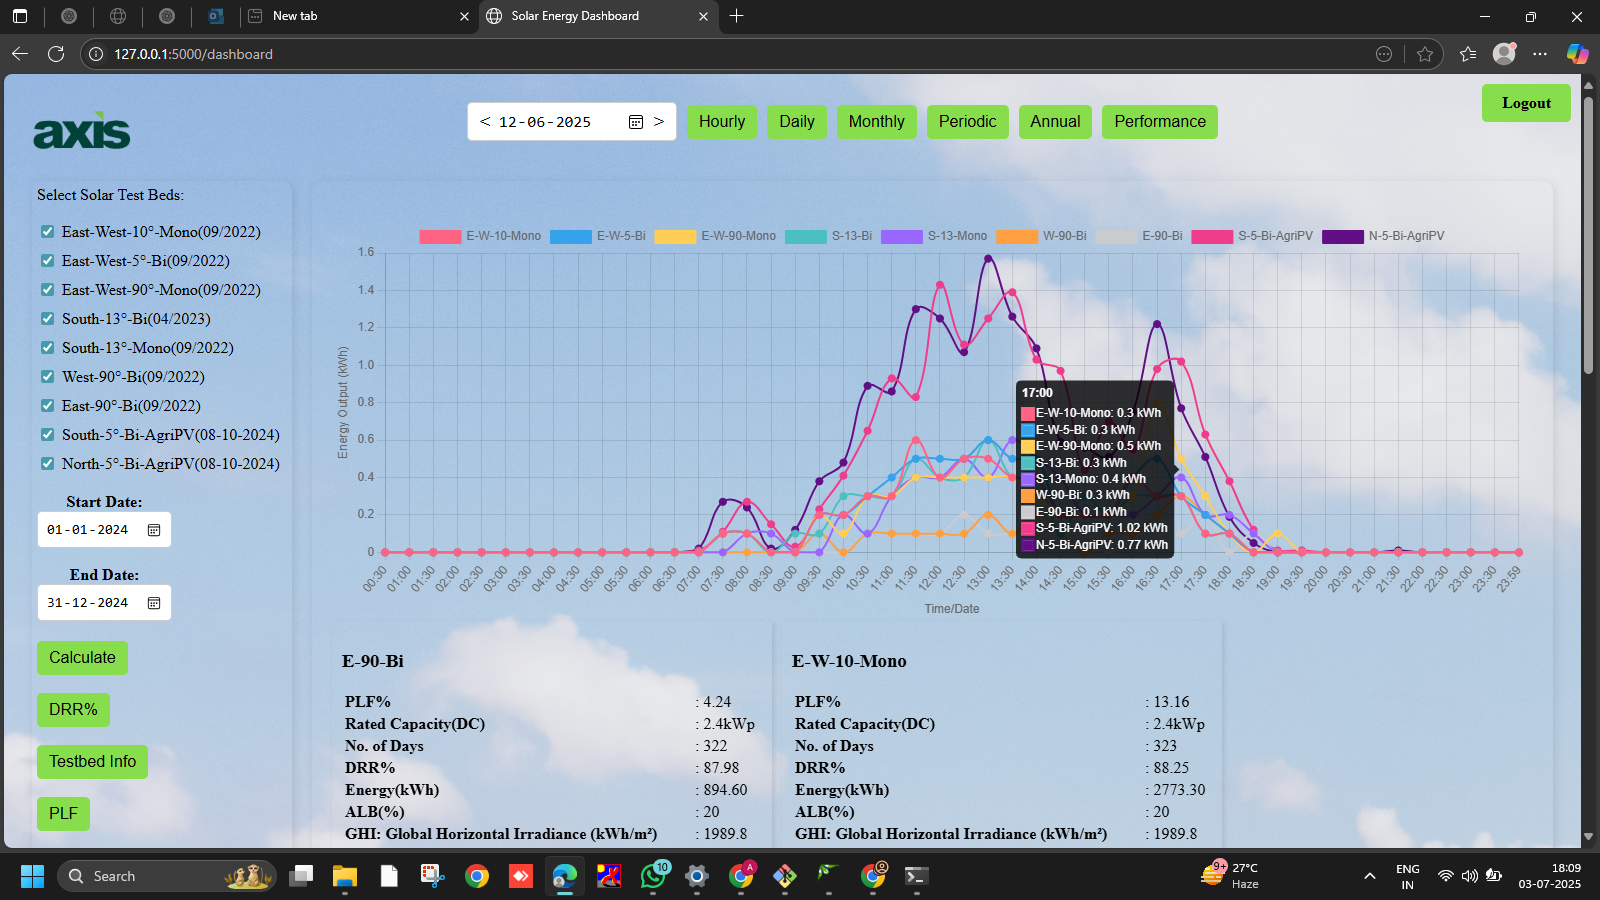 New tab
Solar Energy Dashboard
127.0.0.1:5000/dashboard
axis
< 12-06-2025 >
Hourly
Daily
Monthly
Periodic
Annual
Performance
Logout
Select Solar Test Beds:
East-West-10°-Mono(09/2022)
East-West-5°-Bi(09/2022)
East-West-90°-Mono(09/2022)
South-13°-Bi(04/2023)
South-13°-Mono(09/2022)
West-90°-Bi(09/2022)
East-90°-Bi(09/2022)
South-5°-Bi-AgriPV(08-10-2024)
North-5°-Bi-AgriPV(08-10-2024)
Start Date:
01-01-2024
End Date:
31-12-2024
Calculate
DRR%
Testbed Info
PLF
E-W-10-Mono E-W-5-Bi E-W-90-Mono S-13-Bi S-13-Mono W-90-Bi E-90-Bi S-5-Bi-AgriPV N-5-Bi-AgriPV
Energy Output (kWh)
1.6
1.4
1.2
1.0
0.8
0.6
0.4
0.2
0
17:00
E-W-10-Mono: 0.3 kWh
E-W-5-Bi: 0.3 kWh
E-W-90-Mono: 0.5 kWh
S-13-Bi: 0.3 kWh
S-13-Mono: 0.4 kWh
W-90-Bi: 0.3 kWh
E-90-Bi: 0.1 kWh
S-5-Bi-AgriPV: 1.02 kWh
N-5-Bi-AgriPV: 0.77 kWh
00:30 01:00 01:30 02:00 02:30 03:00 03:30 04:00 04:30 05:00 05:30 06:00 06:30 07:00 07:30 08:00 08:30 09:00 09:30 10:00 10:30 11:00 11:30 12:00 12:30 13:00 13:30 14:00 14:30 15:00 15:30 16:00 16:30 17:00 17:30 18:00 18:30 19:00 19:30 20:00 20:30 21:00 21:30 22:00 22:30 23:00 23:30 23:59
Time/Date
E-90-Bi
PLF% : 4.24
Rated Capacity(DC) : 2.4kWp
No. of Days : 322
DRR% : 87.98
Energy(kWh) : 894.60
ALB(%) : 20
GHI: Global Horizontal Irradiance (kWh/m²) : 1989.8
E-W-10-Mono
PLF% : 13.16
Rated Capacity(DC) : 2.4kWp
No. of Days : 323
DRR% : 88.25
Energy(kWh) : 2773.30
ALB(%) : 20
GHI: Global Horizontal Irradiance (kWh/m²) : 1989.8
Search
10
A
9+
27°C
Haze
ENG
IN
18:09
03-07-2025